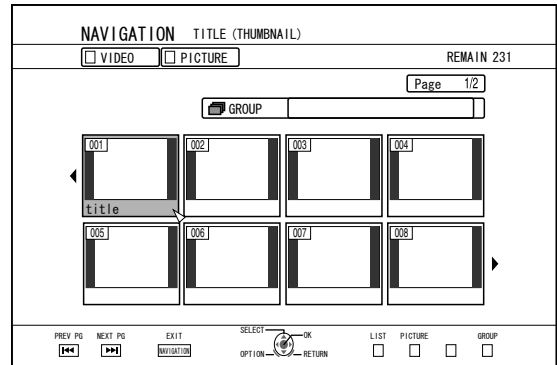 NAVIGATION TITLE (THUMBNAIL)
VIDEO PICTURE REMAIN 231
Page 1/2
GROUP
001 002 003 004
title
005 006 007 008
PREV PG NEXT PG EXIT SELECT OK LIST PICTURE GROUP
NAVIGATION OPTION RETURN